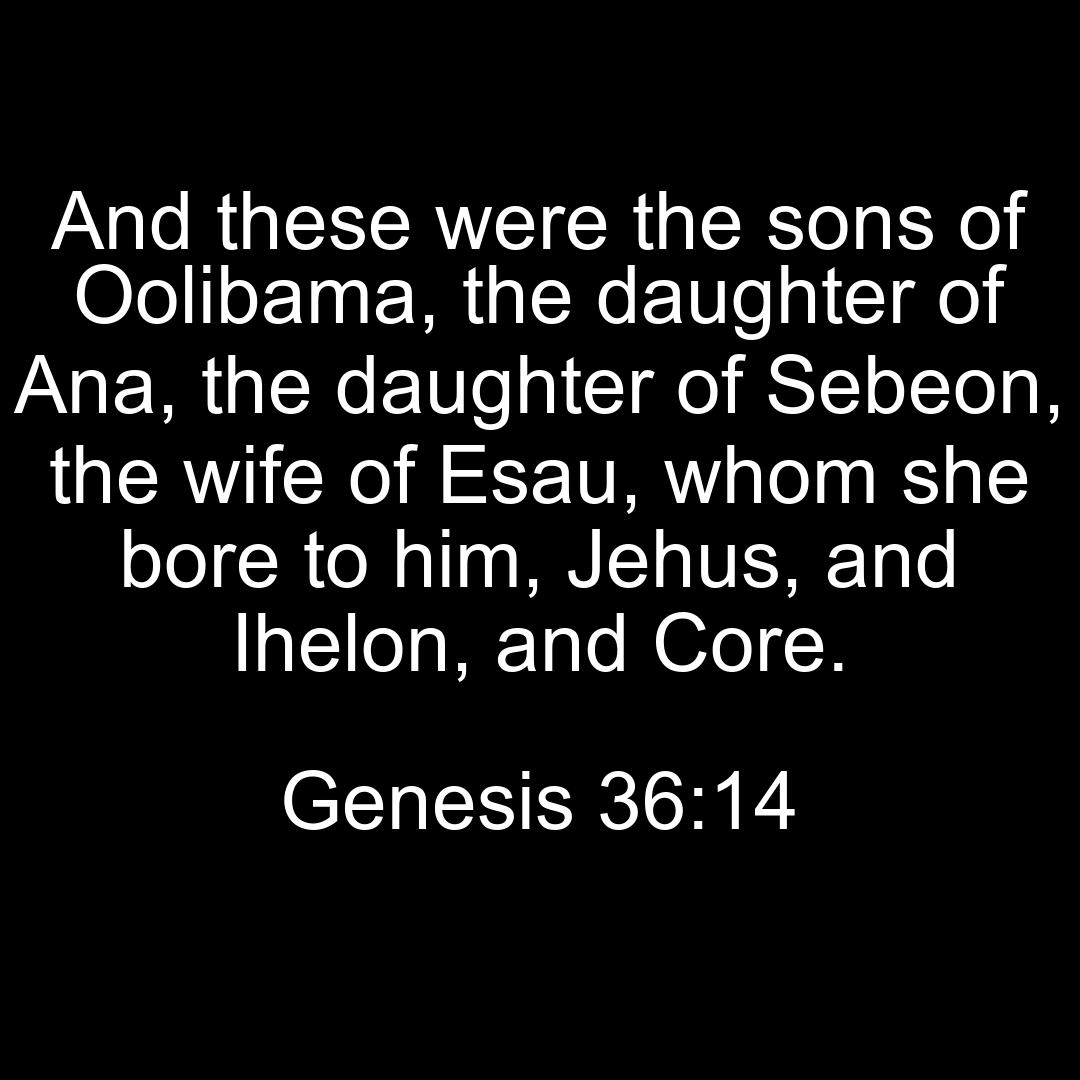 And these were the sons of
Oolibama, the daughter of
Ana, the daughter of Sebeon,
the wife of Esau, whom she
bore to him, Jehus, and
Ihelon, and Core.
Genesis 36:14